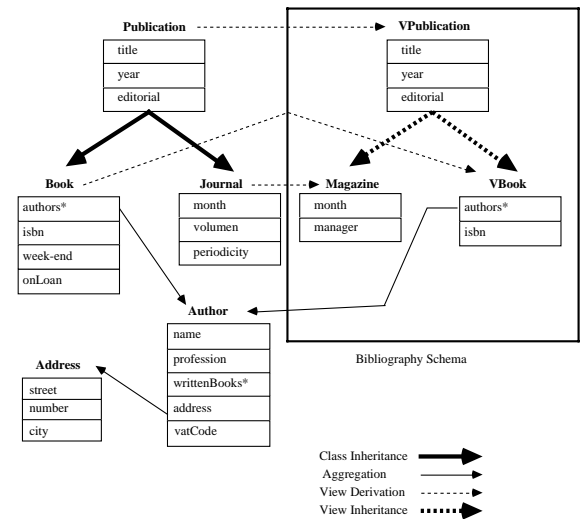 Publication
title
year
editorial
VPublication
title
year
editorial
Book
authors*
isbn
week-end
onLoan
Journal
month
volumen
periodicity
Magazine
month
manager
VBook
authors*
isbn
Author
name
profession
writtenBooks*
address
vatCode
Address
street
number
city
Bibliography Schema
Class Inheritance
Aggregation
View Derivation
View Inheritance